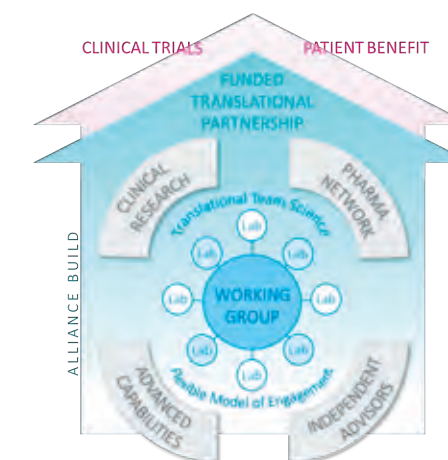 CLINICAL TRIALS
PATIENT BENEFIT
FUNDED
TRANSLATIONAL
PARTNERSHIP
CLINICAL
RESEARCH
PHARMA
NETWORK
Translational Team Science
Lab
Lab
Lab
Lab
Lab
WORKING
GROUP
Lab
Lab
Lab
Flexible Model of Engagement
ALLIANCE BUILD
ADVANCED
CAPABILITIES
INDEPENDENT
ADVISORS